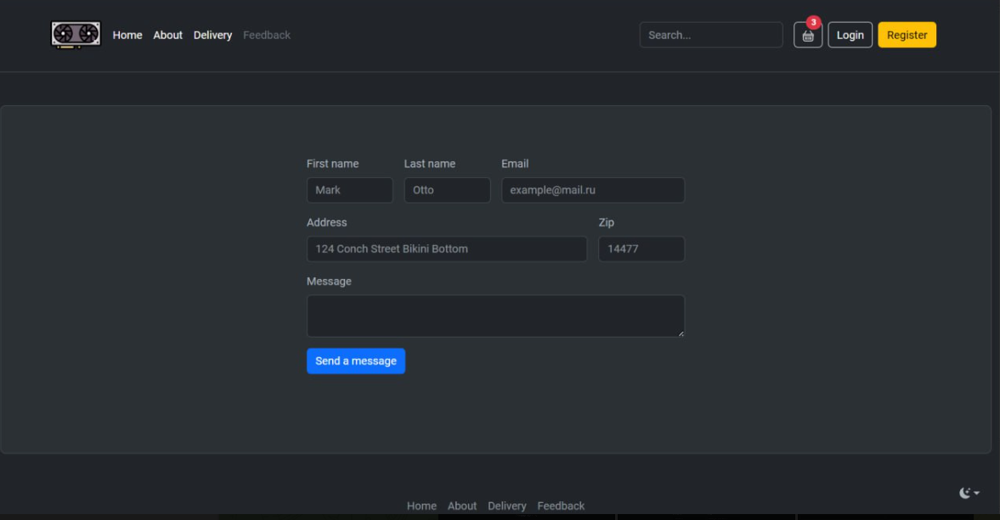 Home About Delivery Feedback Search... 3 Login Register
First name Last name Email
Mark Otto example@mail.ru
Address Zip
124 Conch Street Bikini Bottom 14477
Message
Send a message
Home About Delivery Feedback